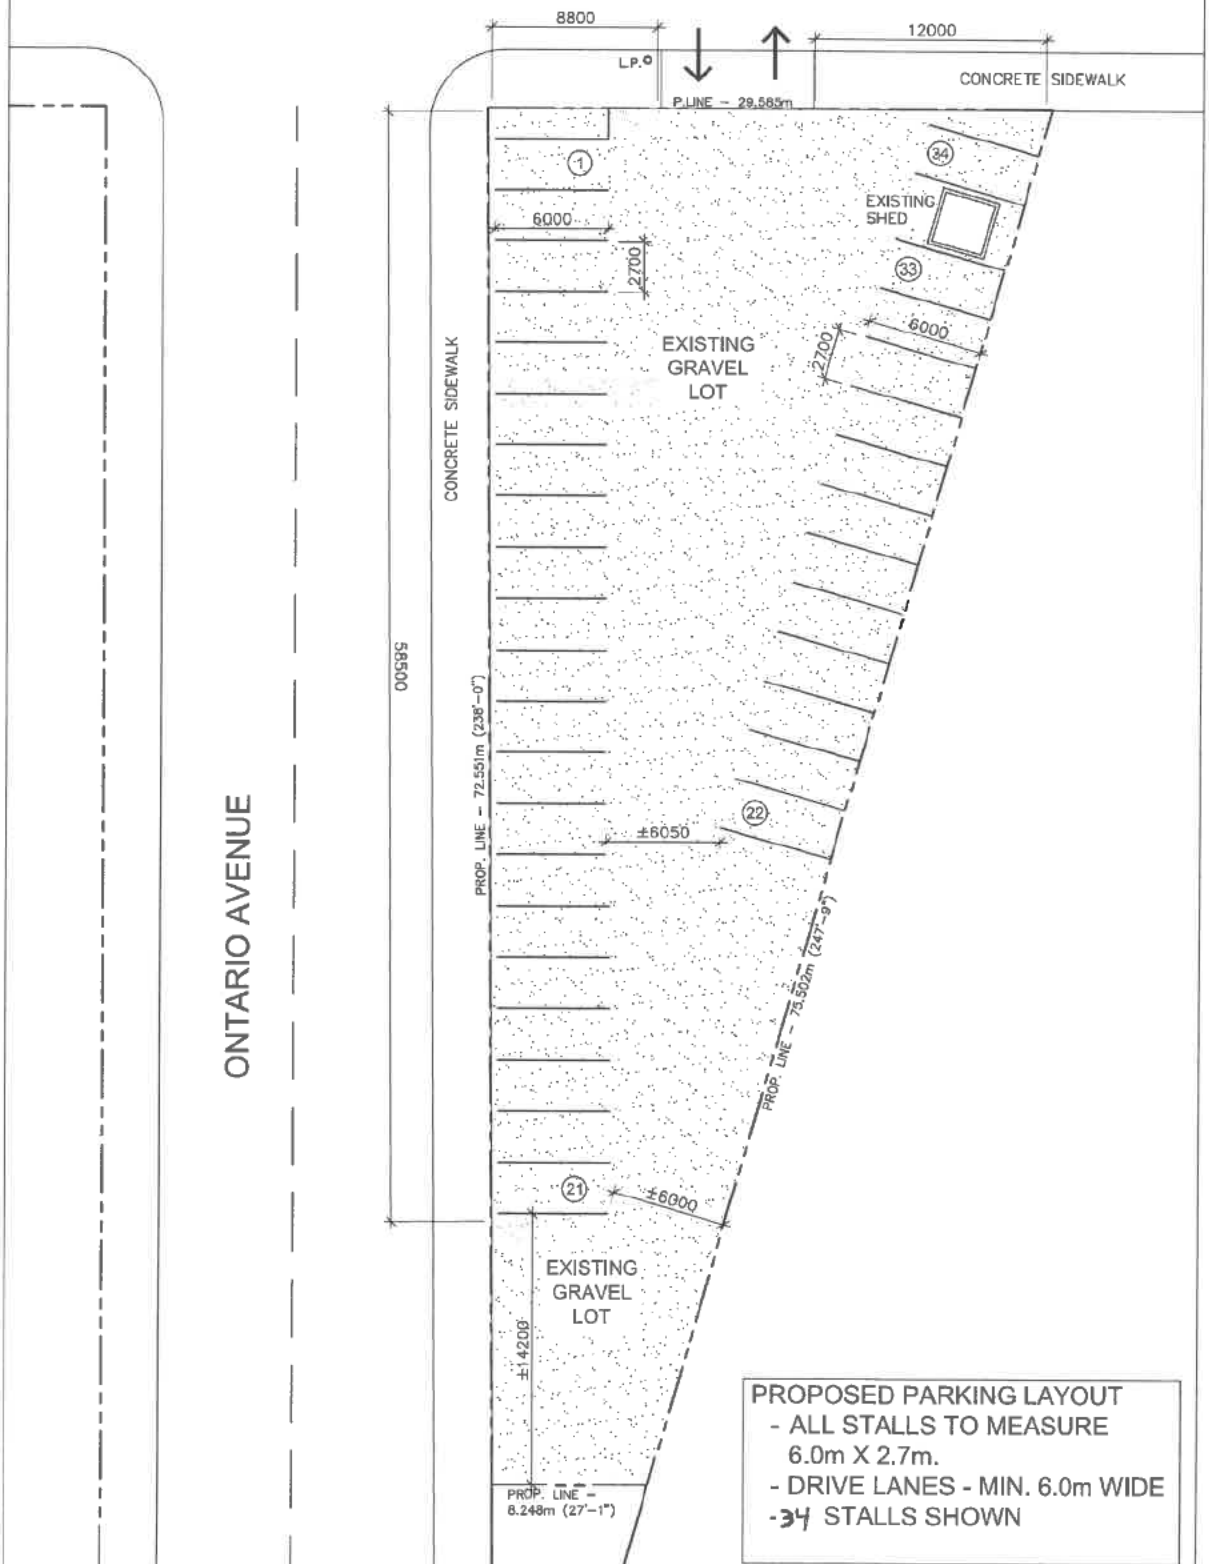 8800
12000
L.P.
CONCRETE SIDEWALK
P.LINE - 29.565m
1
34
EXISTING
SHED
6000
2700
33
6000
2700
EXISTING
GRAVEL
LOT
CONCRETE SIDEWALK
58500
PROP. LINE - 72.551m (238'-0")
ONTARIO AVENUE
22
±6050
PROP. LINE - 75.502m (247'-9")
21
±6000
EXISTING
GRAVEL
LOT
±14200
PROP. LINE -
8.248m (27'-1")
PROPOSED PARKING LAYOUT
- ALL STALLS TO MEASURE
6.0m X 2.7m.
- DRIVE LANES - MIN. 6.0m WIDE
-34 STALLS SHOWN